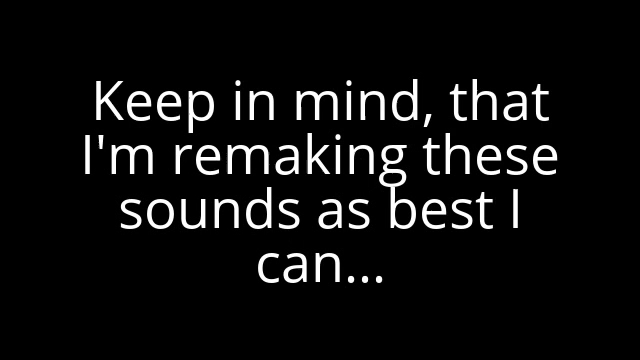 Keep in mind, that
I'm remaking these
sounds as best I
can...